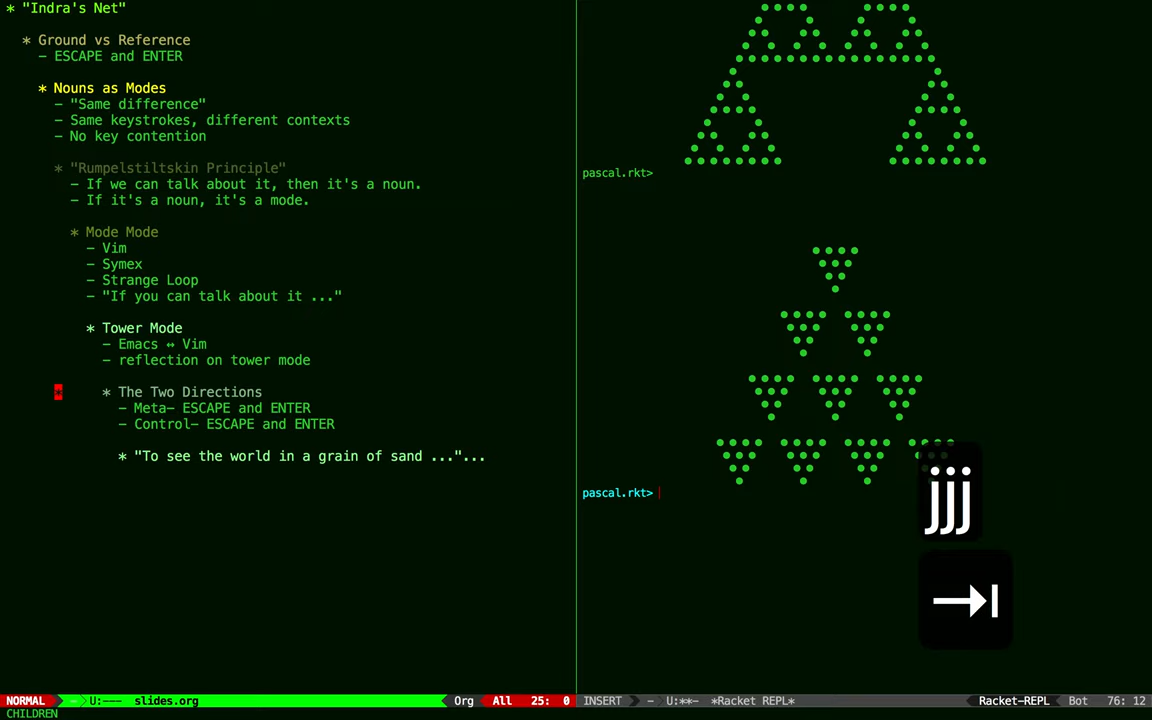 * "Indra's Net"
* Ground vs Reference
- ESCAPE and ENTER
* Nouns as Modes
- "Same difference"
- Same keystrokes, different contexts
- No key contention
* "Rumpelstiltskin Principle"
- If we can talk about it, then it's a noun.
- If it's a noun, it's a mode.
* Mode Mode
- Vim
- Symex
- Strange Loop
- "If you can talk about it ..."
* Tower Mode
- Emacs ↔ Vim
- reflection on tower mode
* * The Two Directions
- Meta- ESCAPE and ENTER
- Control- ESCAPE and ENTER
* "To see the world in a grain of sand ..."...
NORMAL - U:--- slides.org Org All 25: 0
CHILDREN
pascal.rkt>
pascal.rkt>
jjj
INSERT - U:**- *Racket REPL* Racket-REPL Bot 76: 12